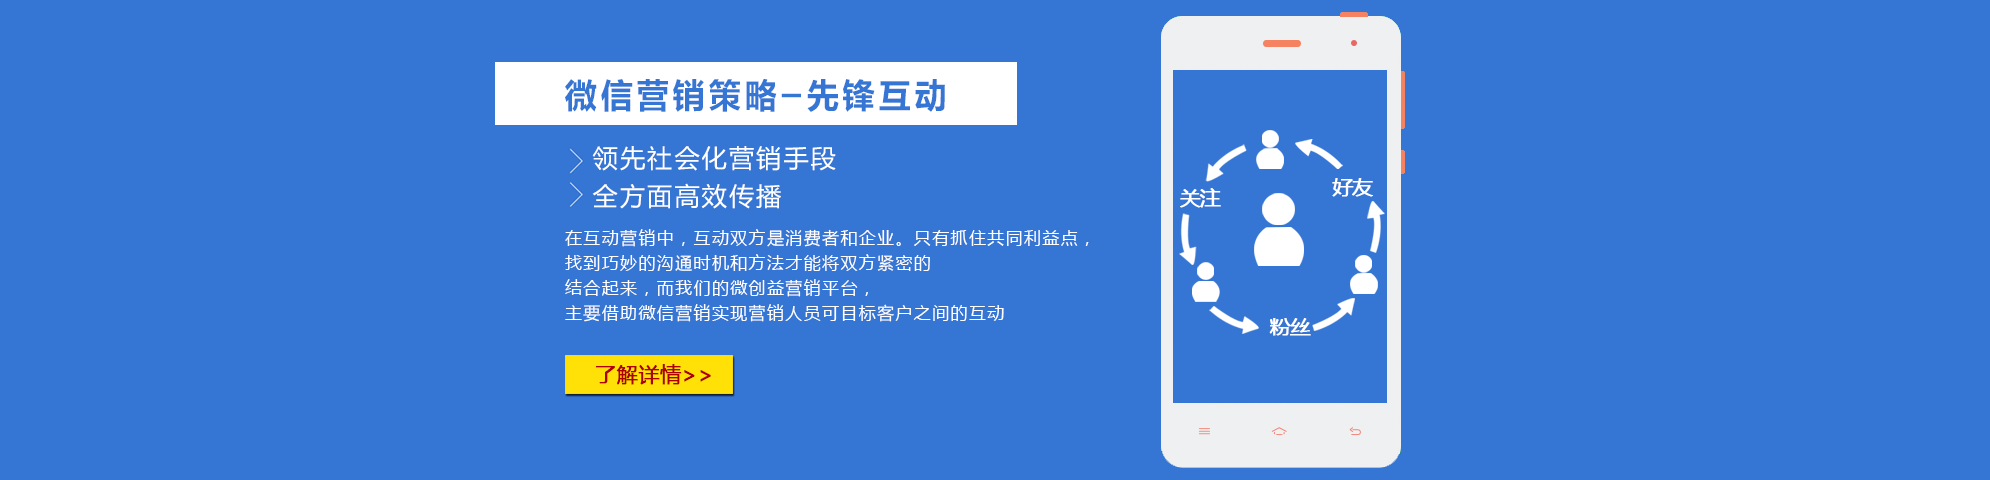 微信营销策略-先锋互动
领先社会化营销手段
全方面高效传播
在互动营销中，互动双方是消费者和企业。只有抓住共同利益点，
找到巧妙的沟通时机和方法才能将双方紧密的
结合起来，而我们的微创益营销平台，
主要借助微信营销实现营销人员可目标客户之间的互动
了解详情>>
好友
关注
粉丝